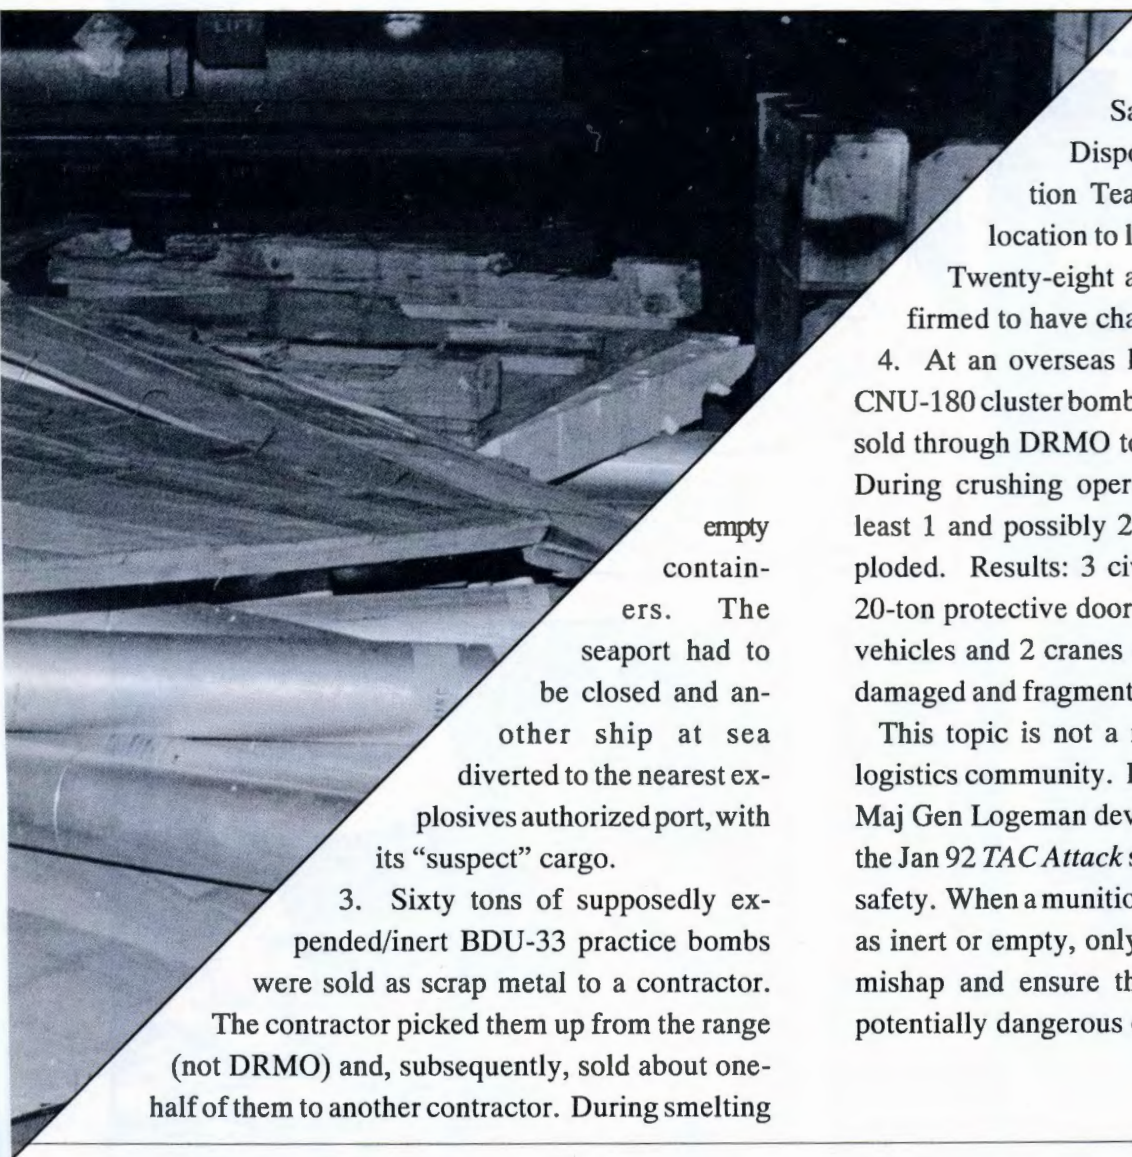 LIFT
empty
contain-
ers. The
seaport had to
be closed and an-
other ship at sea
diverted to the nearest ex-
plosives authorized port, with
its “suspect” cargo.
3. Sixty tons of supposedly ex-
pended/inert BDU-33 practice bombs
were sold as scrap metal to a contractor.
The contractor picked them up from the range
(not DRMO) and, subsequently, sold about one-
half of them to another contractor. During smelting
Sa
Dispo
tion Tea
location to l
Twenty-eight a
firmed to have cha
4. At an overseas l
CNU-180 cluster bomb
sold through DRMO to
During crushing oper
least 1 and possibly 2
ploded. Results: 3 civ
20-ton protective door
vehicles and 2 cranes
damaged and fragment
This topic is not a
logistics community.
Maj Gen Logeman dev
the Jan 92 TAC Attack s
safety. When a munitio
as inert or empty, only
mishap and ensure th
potentially dangerous